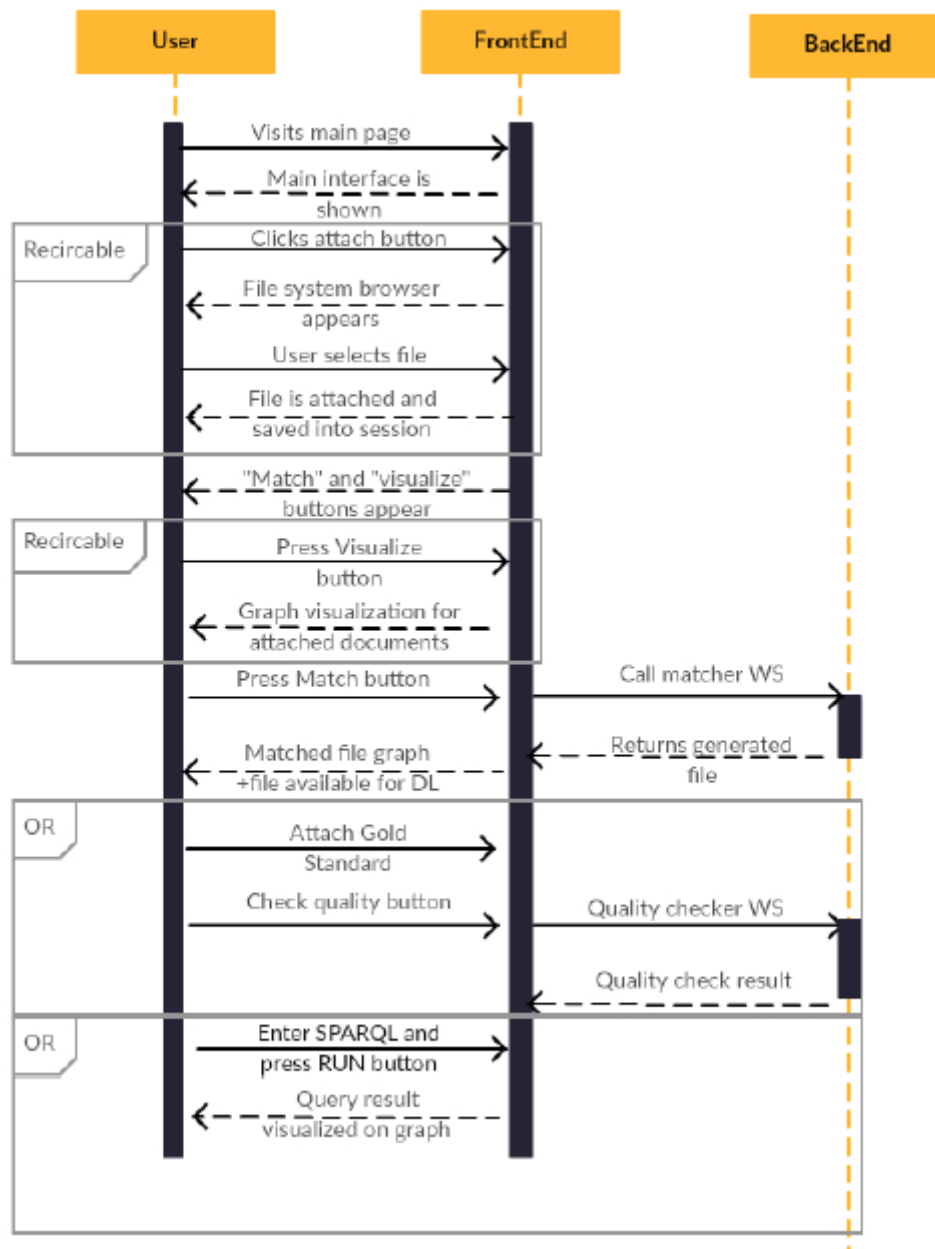 User
FrontEnd
BackEnd
Visits main page
Main interface is
shown
Recircable
Clicks attach button
File system browser
appears
User selects file
File is attached and
saved into session
"Match" and "visualize"
buttons appear
Recircable
Press Visualize
button
Graph visualization for
attached documents
Press Match button
Call matcher WS
Returns generated
file
Matched file graph
+file available for DL
OR
Attach Gold
Standard
Check quality button
Quality checker WS
Quality check result
OR
Enter SPARQL and
press RUN button
Query result
visualized on graph